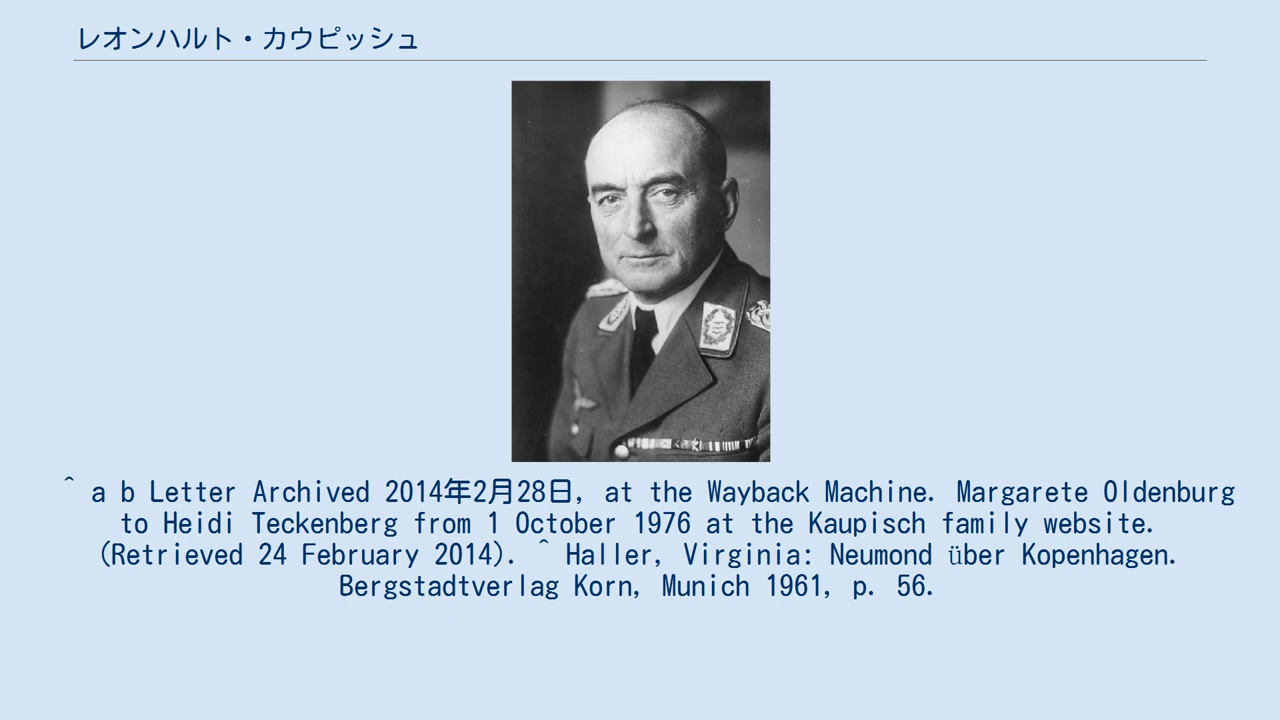 レオンハルト・カウピッシュ
^ a b Letter Archived 2014年2月28日, at the Wayback Machine. Margarete Oldenburg
to Heidi Teckenberg from 1 October 1976 at the Kaupisch family website.
(Retrieved 24 February 2014). ^ Haller, Virginia: Neumond über Kopenhagen.
Bergstadtverlag Korn, Munich 1961, p. 56.